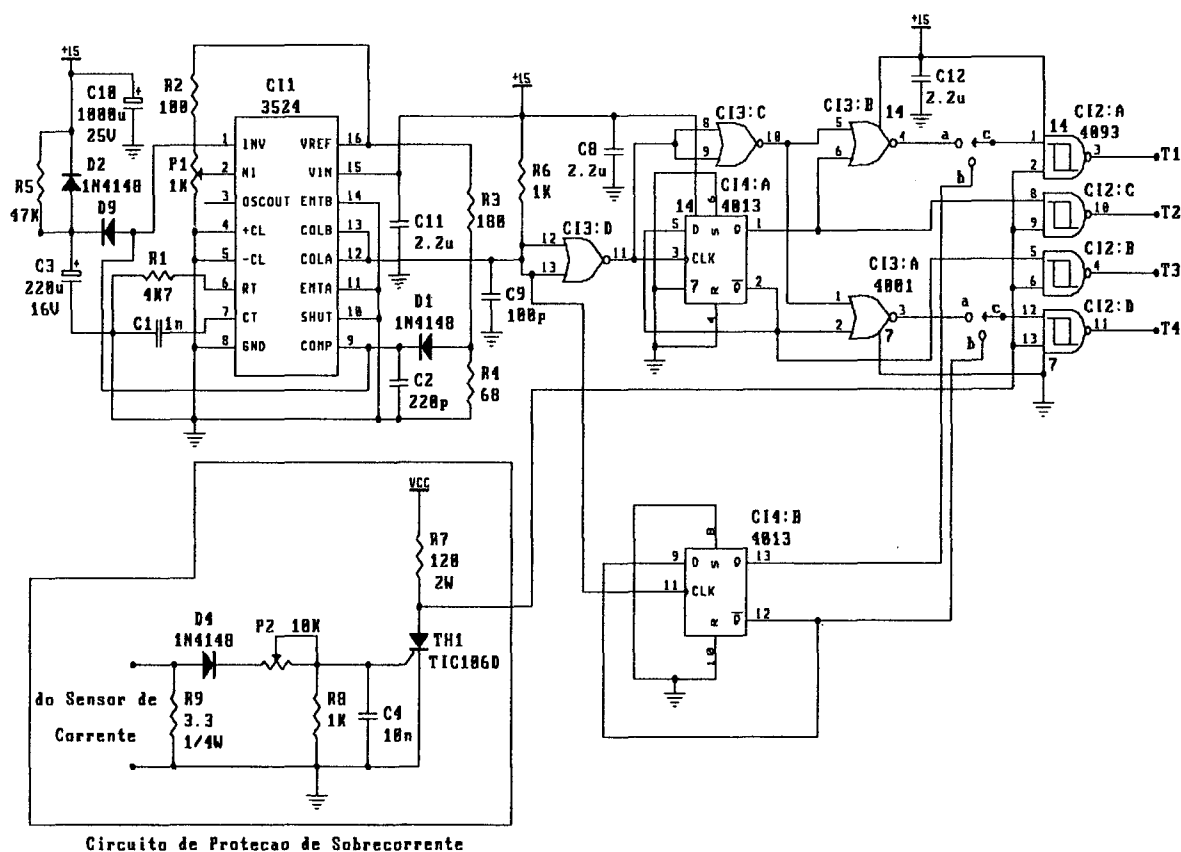 +15
C10
1000u
25V
R5
47K
D2
1N4148
D9
C3
220u
16V
R1
4K7
C1
1n
R2
100
P1
1K
CI1
3524
1 INV VREF 16
2 NI VIN 15
3 OSCOUT EMTB 14
4 +CL COLB 13
5 -CL COLA 12
6 RT EMTA 11
7 CT SHUT 10
8 GND COMP 9
R3
180
C11
2.2u
D1
1N4148
C2
220p
R4
68
+15
R6
1K
C9
100p
C8
2.2u
CI3:D
12
13
11
CI3:C
8
9
10
CI4:A
4013
14
6
5 D S Q 1
3 CLK
7 R Q 2
4
+15
C12
2.2u
CI3:B
14
5
6
4
CI3:A
4001
1
2
3
7
a
b
c
a
b
c
CI2:A
4093
14
1
2
3
T1
CI2:C
8
9
10
T2
CI2:B
5
6
4
T3
CI2:D
12
13
11
7
T4
CI4:B
4013
8
9 D S Q 13
11 CLK
R Q 12
10
VCC
R7
120
2W
TH1
TIC106D
D4
1N4148
P2 10K
do Sensor de
Corrente
R9
3.3
1/4W
R8
1K
C4
10n
Circuito de Protecao de Sobrecorrente